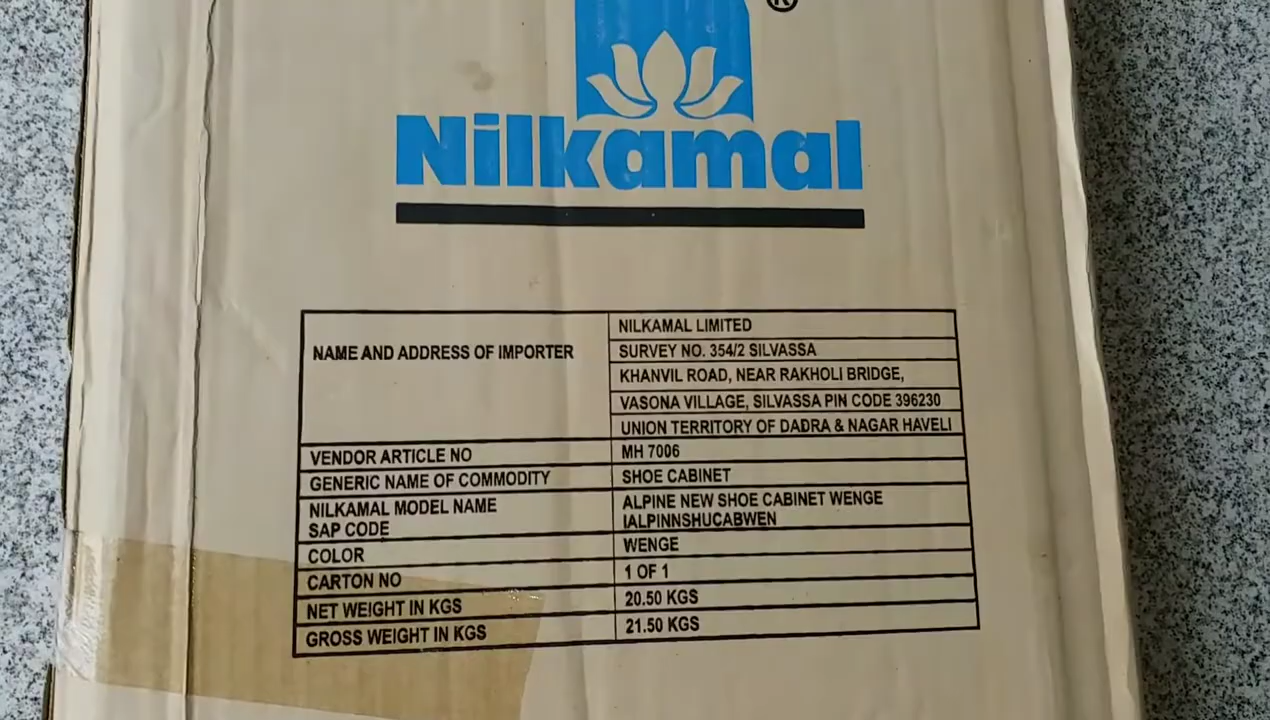 ®
Nilkamal
NAME AND ADDRESS OF IMPORTER
NILKAMAL LIMITED
SURVEY NO. 354/2 SILVASSA
KHANVIL ROAD, NEAR RAKHOLI BRIDGE,
VASONA VILLAGE, SILVASSA PIN CODE 396230
UNION TERRITORY OF DADRA & NAGAR HAVELI
VENDOR ARTICLE NO MH 7006
GENERIC NAME OF COMMODITY SHOE CABINET
NILKAMAL MODEL NAME ALPINE NEW SHOE CABINET WENGE
SAP CODE IALPINNSHUCABWEN
COLOR WENGE
CARTON NO 1 OF 1
NET WEIGHT IN KGS 20.50 KGS
GROSS WEIGHT IN KGS 21.50 KGS